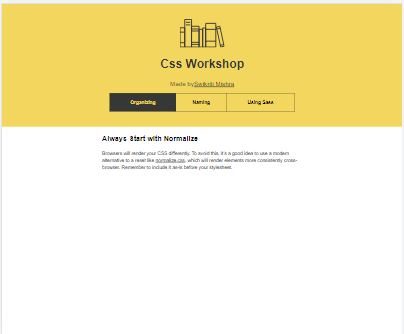 Css Workshop
Made by Swikriti Mishra
Organizing
Naming
Using Sass
Always Start with Normalize
Browsers will render your CSS differently. To avoid this, it's a good idea to use a modern
alternative to a reset like normalize.css, which will render elements more consistently cross-
browser. Remember to include it as-is before your stylesheet.